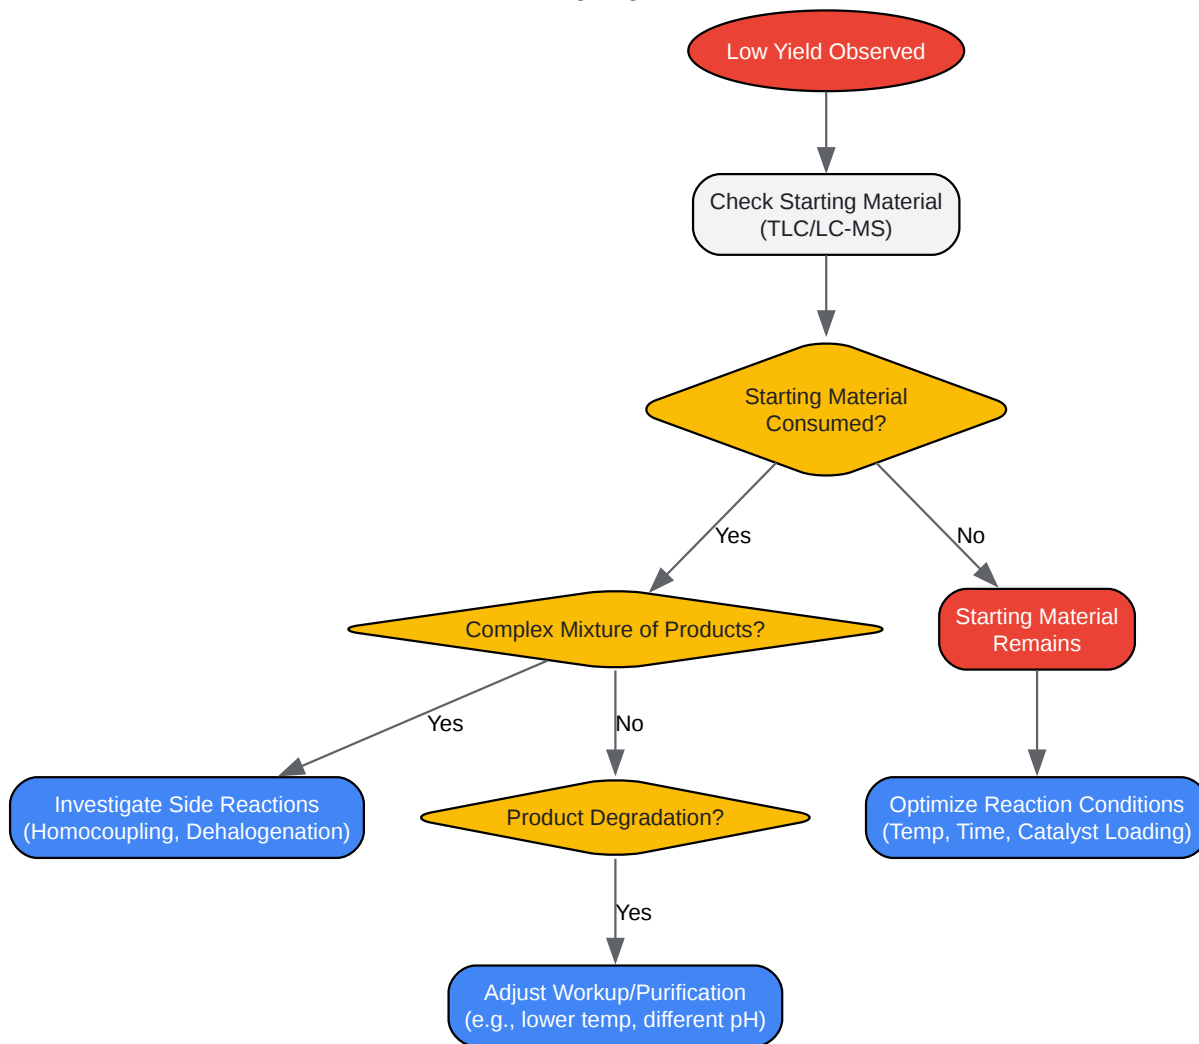 Low Yield Observed
Check Starting Material
(TLC/LC-MS)
Starting Material
Consumed?
Yes
No
Complex Mixture of Products?
Starting Material
Remains
Yes
No
Investigate Side Reactions
(Homocoupling, Dehalogenation)
Product Degradation?
Optimize Reaction Conditions
(Temp, Time, Catalyst Loading)
Yes
Adjust Workup/Purification
(e.g., lower temp, different pH)